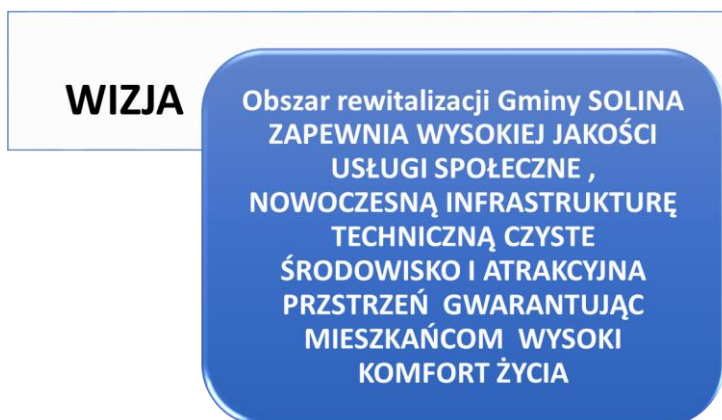 WIZJA
Obszar rewitalizacji Gminy SOLINA
ZAPEWNIA WYSOKIEJ JAKOŚCI
USŁUGI SPOŁECZNE ,
NOWOCZESNĄ INFRASTRUKTURĘ
TECHNICZNĄ CZYSTE
ŚRODOWISKO I ATRAKCYJNA
PRZSTRZEŃ GWARANTUJĄC
MIESZKAŃCOM WYSOKI
KOMFORT ŻYCIA